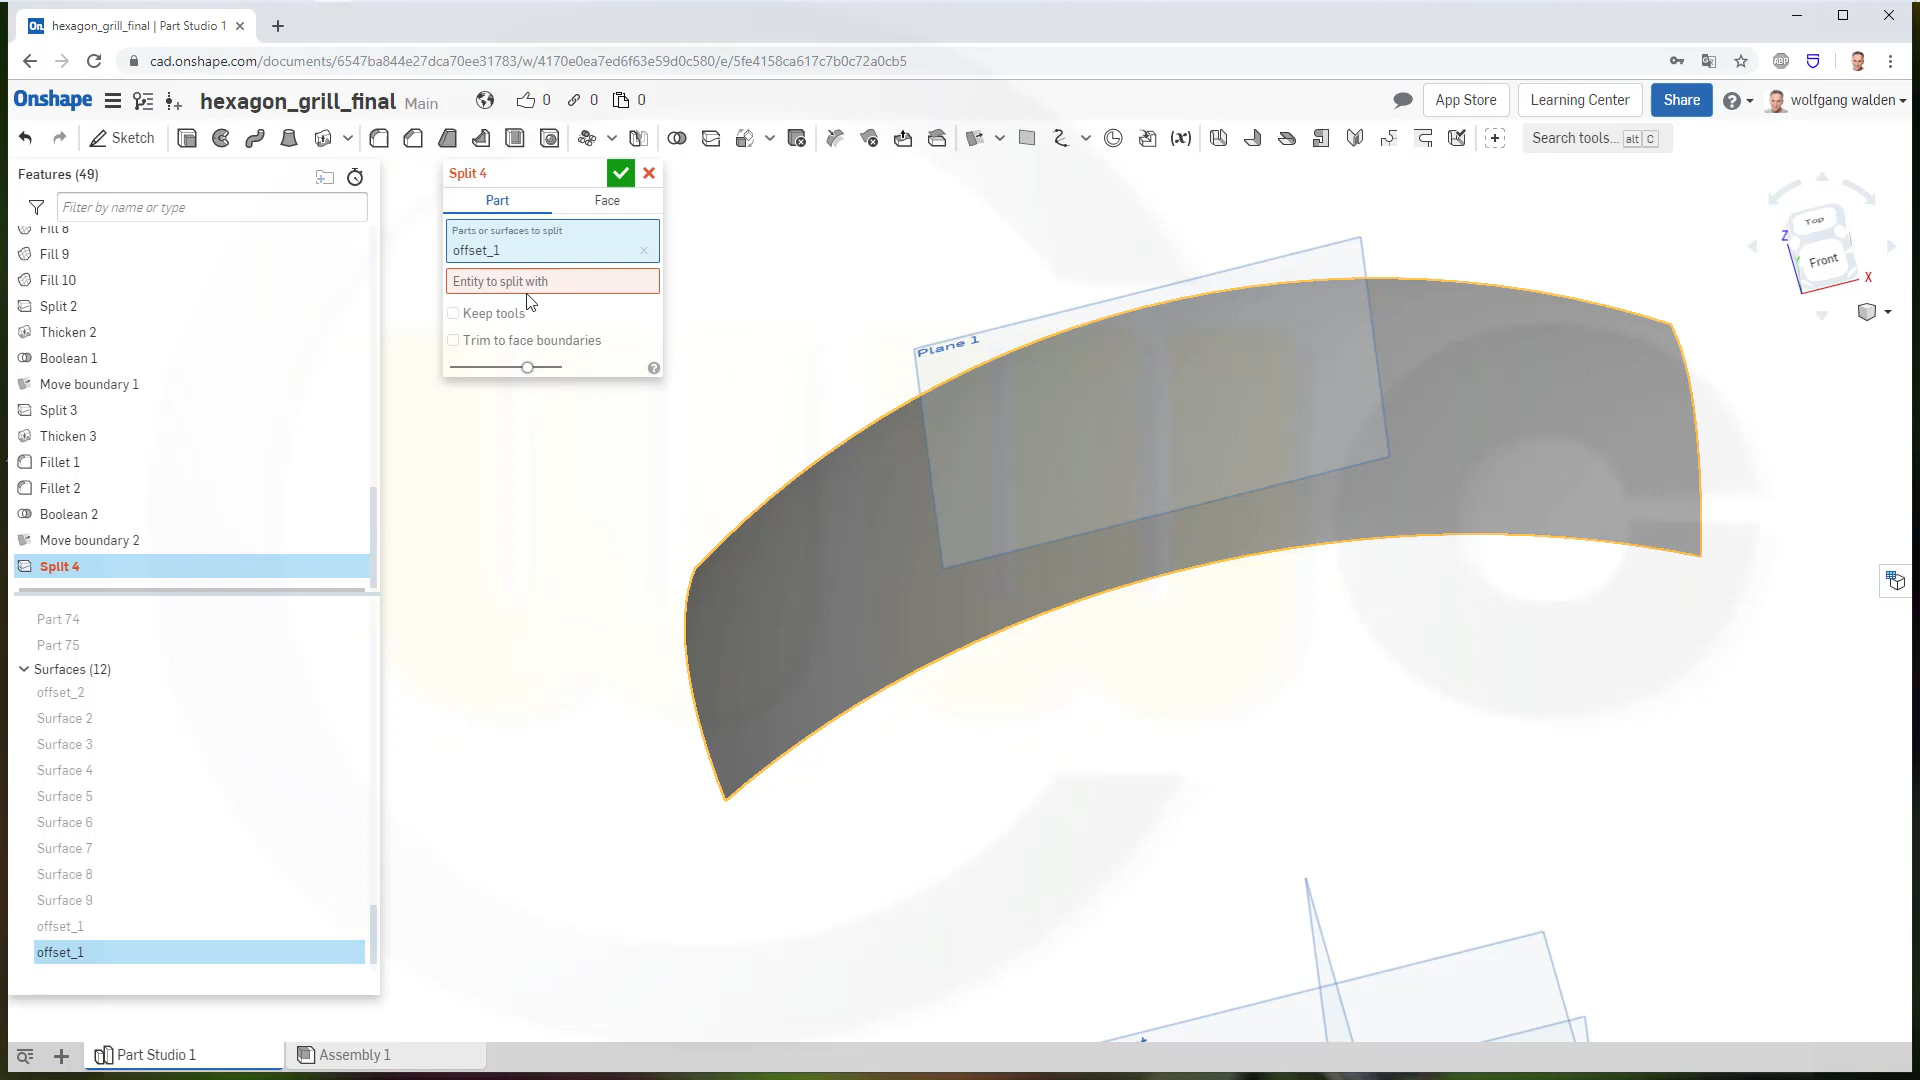 On hexagon_grill_final | Part Studio 1
cad.onshape.com/documents/6547ba844e27dca70ee31783/w/4170e0ea7ed6f63e59d0c580/e/5fe4158ca617c7b0c72a0cb5
ABP
Onshape hexagon_grill_final Main 0 0 0 App Store Learning Center Share wolfgang walden
Sketch (x) Search tools... alt C
Features (49)
Filter by name or type
Fill 8
Fill 9
Fill 10
Split 2
Thicken 2
Boolean 1
Move boundary 1
Split 3
Thicken 3
Fillet 1
Fillet 2
Boolean 2
Move boundary 2
Split 4
Part 74
Part 75
Surfaces (12)
offset_2
Surface 2
Surface 3
Surface 4
Surface 5
Surface 6
Surface 7
Surface 8
Surface 9
offset_1
offset_1
Split 4
Part Face
Parts or surfaces to split
offset_1
Entity to split with
Keep tools
Trim to face boundaries
Plane 1
Top
Z
Front
X
Part Studio 1 Assembly 1